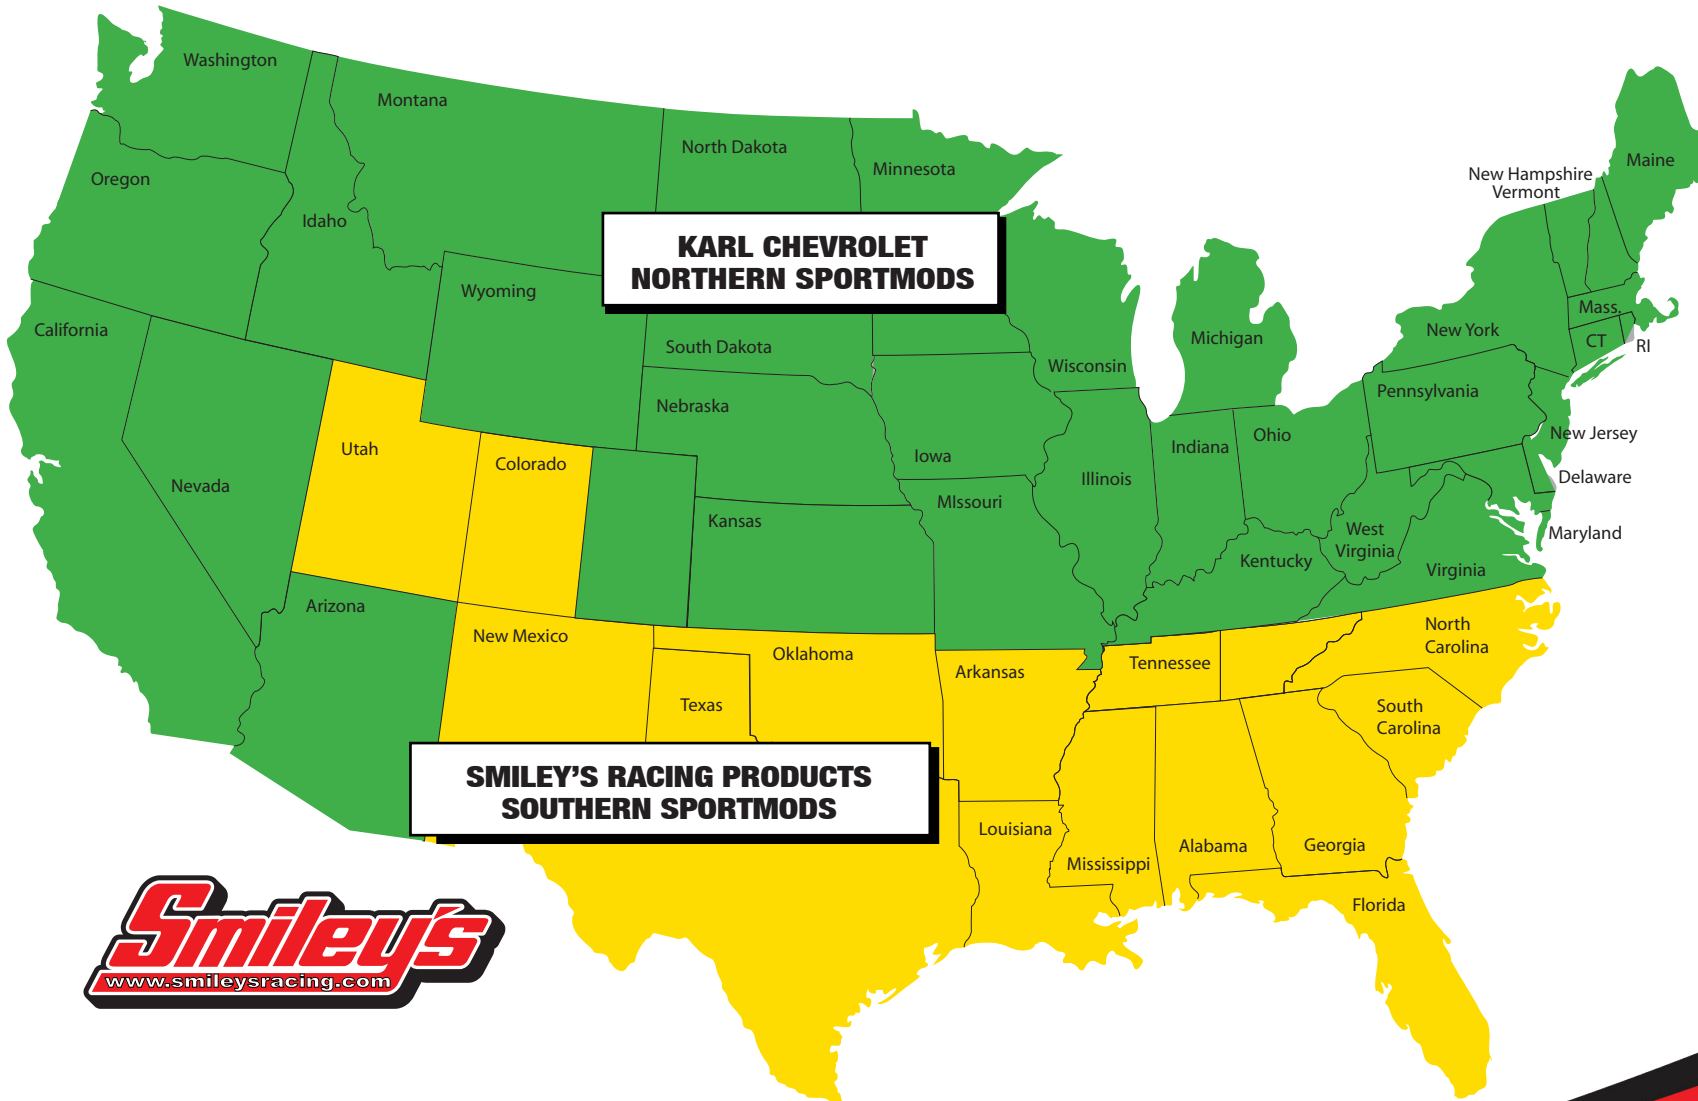 Washington
Montana
North Dakota
Minnesota
Maine
New Hampshire
Vermont
Oregon
Idaho
KARL CHEVROLET
NORTHERN SPORTMODS
Wyoming
California
South Dakota
Wisconsin
Michigan
New York
Mass.
CT
RI
Nebraska
Pennsylvania
Utah
Colorado
Iowa
Illinois
Indiana
Ohio
New Jersey
Nevada
Kansas
MIssouri
Delaware
West
Virginia
Maryland
Kentucky
Virginia
Arizona
New Mexico
Oklahoma
Arkansas
Tennessee
North
Carolina
Texas
South
Carolina
SMILEY'S RACING PRODUCTS
SOUTHERN SPORTMODS
Louisiana
Mississippi
Alabama
Georgia
Florida
Smiley's
www.smileysracing.com